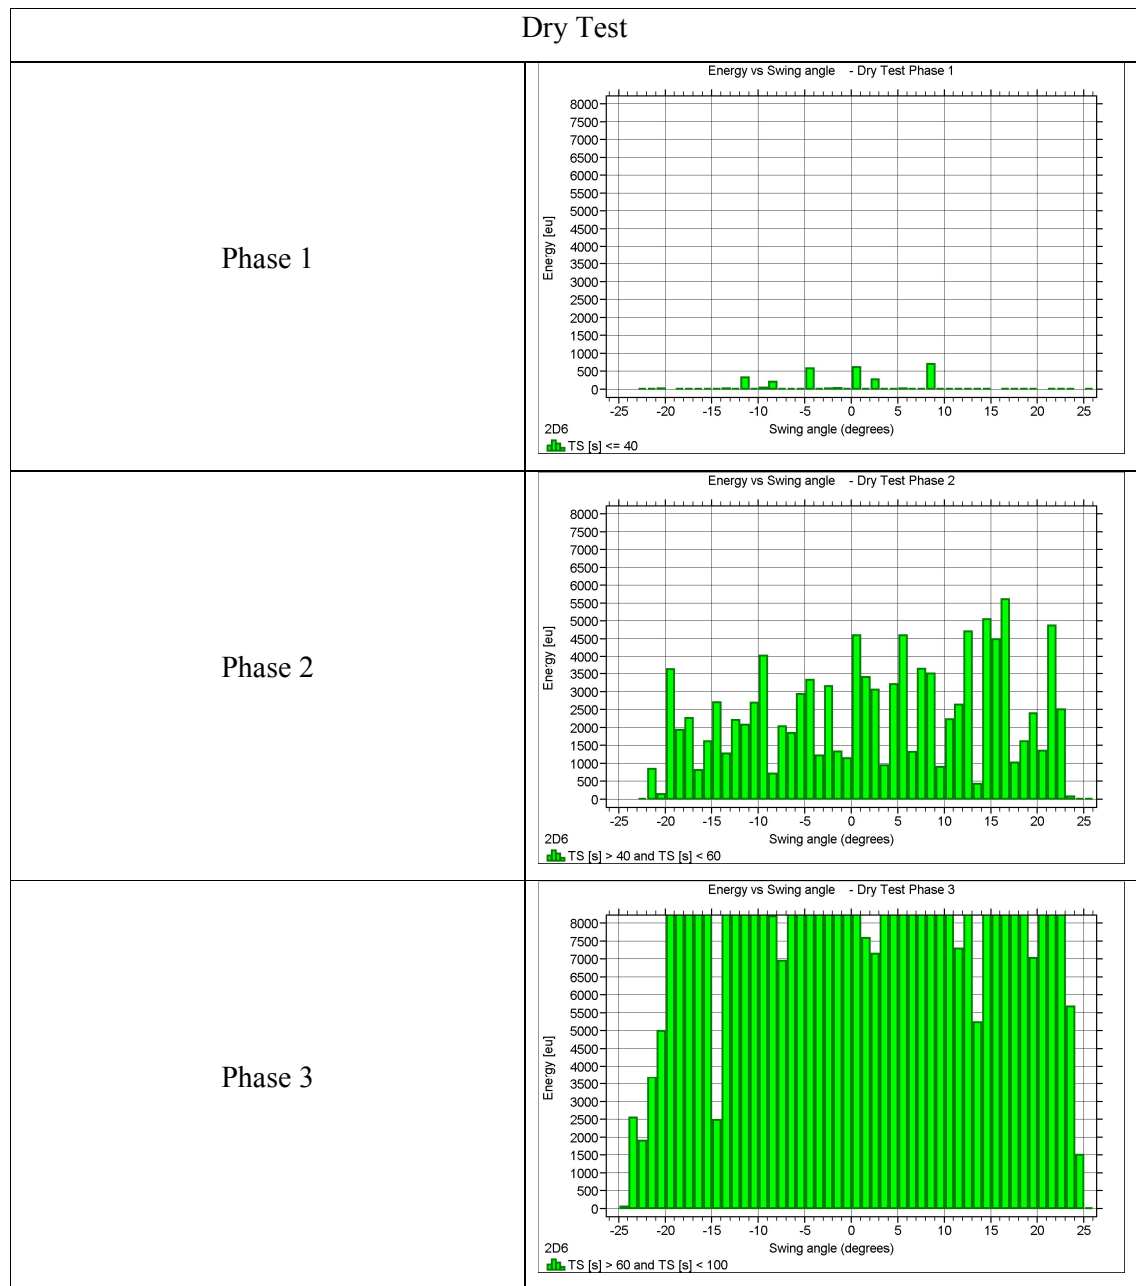 Dry Test
Phase 1
Energy vs Swing angle - Dry Test Phase 1
8000
7500
7000
6500
6000
5500
5000
4500
4000
3500
3000
2500
2000
1500
1000
500
0
Energy [eu]
-25 -20 -15 -10 -5 0 5 10 15 20 25
Swing angle (degrees)
2D6
TS [s] <= 40
Phase 2
Energy vs Swing angle - Dry Test Phase 2
8000
7500
7000
6500
6000
5500
5000
4500
4000
3500
3000
2500
2000
1500
1000
500
0
Energy [eu]
-25 -20 -15 -10 -5 0 5 10 15 20 25
Swing angle (degrees)
2D6
TS [s] > 40 and TS [s] < 60
Phase 3
Energy vs Swing angle - Dry Test Phase 3
8000
7500
7000
6500
6000
5500
5000
4500
4000
3500
3000
2500
2000
1500
1000
500
0
Energy [eu]
-25 -20 -15 -10 -5 0 5 10 15 20 25
Swing angle (degrees)
2D6
TS [s] > 60 and TS [s] < 100